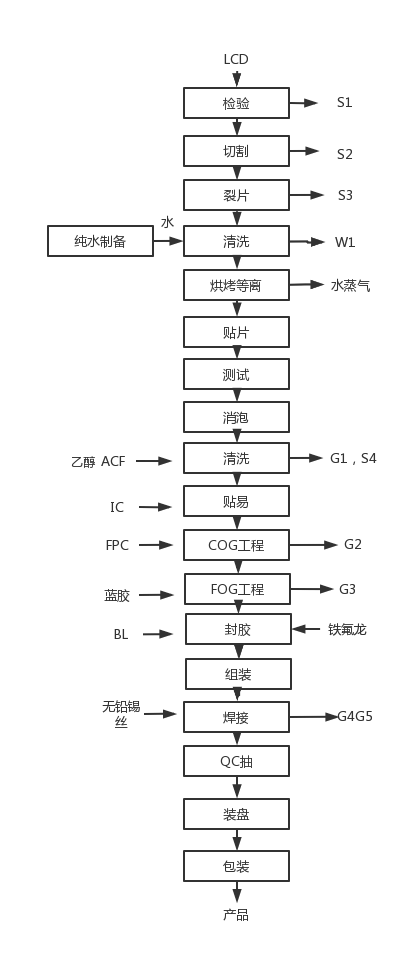 LCD
检验
S1
切割
S2
裂片
S3
水
纯水制备
清洗
W1
烘烤等离
水蒸气
贴片
测试
消泡
乙醇 ACF
清洗
G1，S4
IC
贴易
FPC
COG工程
G2
蓝胶
FOG工程
G3
BL
封胶
铁氟龙
组装
无铅锡
丝
焊接
G4G5
QC抽
装盘
包装
产品